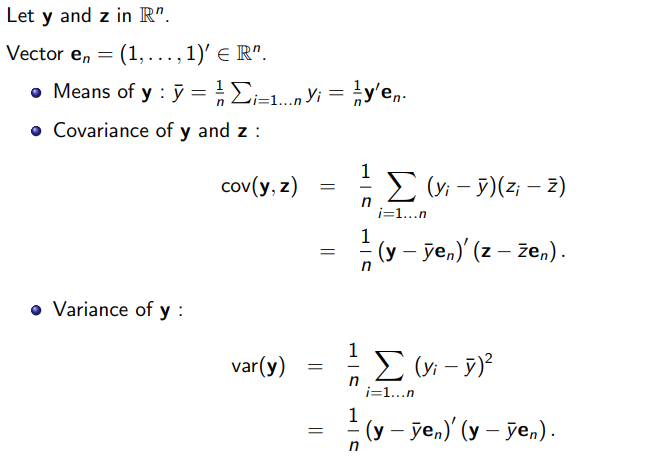 Let y and z in ℝⁿ.
Vector eₙ = (1, . . . , 1)′ ∈ ℝⁿ.
• Means of y : ȳ = 1/n ∑ᵢ₌₁...ₙ yᵢ = 1/n y′eₙ.
• Covariance of y and z :
cov(y, z) = 1/n ∑ᵢ₌₁...ₙ (yᵢ − ȳ)(zᵢ − z̄)
= 1/n (y − ȳeₙ)′ (z − z̄eₙ) .
• Variance of y :
var(y) = 1/n ∑ᵢ₌₁...ₙ (yᵢ − ȳ)²
= 1/n (y − ȳeₙ)′ (y − ȳeₙ) .